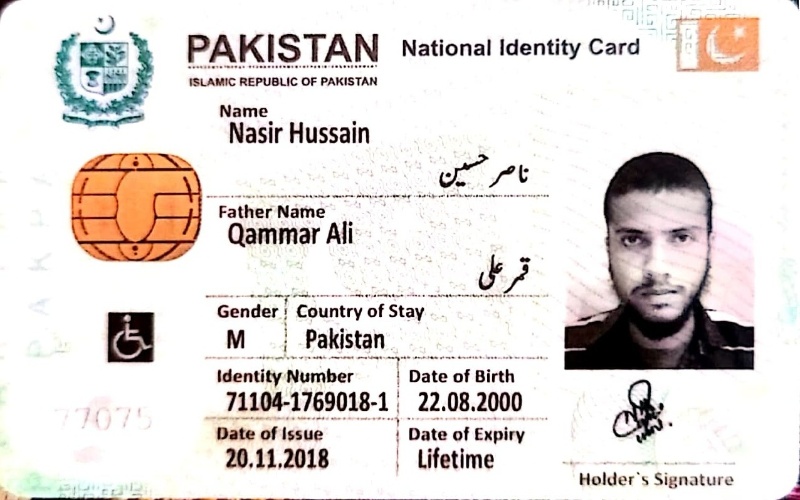 PAKISTAN National Identity Card
ISLAMIC REPUBLIC OF PAKISTAN
Name
Nasir Hussain
ناصر حسین
Father Name
Qammar Ali
قمر علی
Gender Country of Stay
M Pakistan
Identity Number Date of Birth
71104-1769018-1 22.08.2000
77075
Date of Issue Date of Expiry
20.11.2018 Lifetime
Holder`s Signature